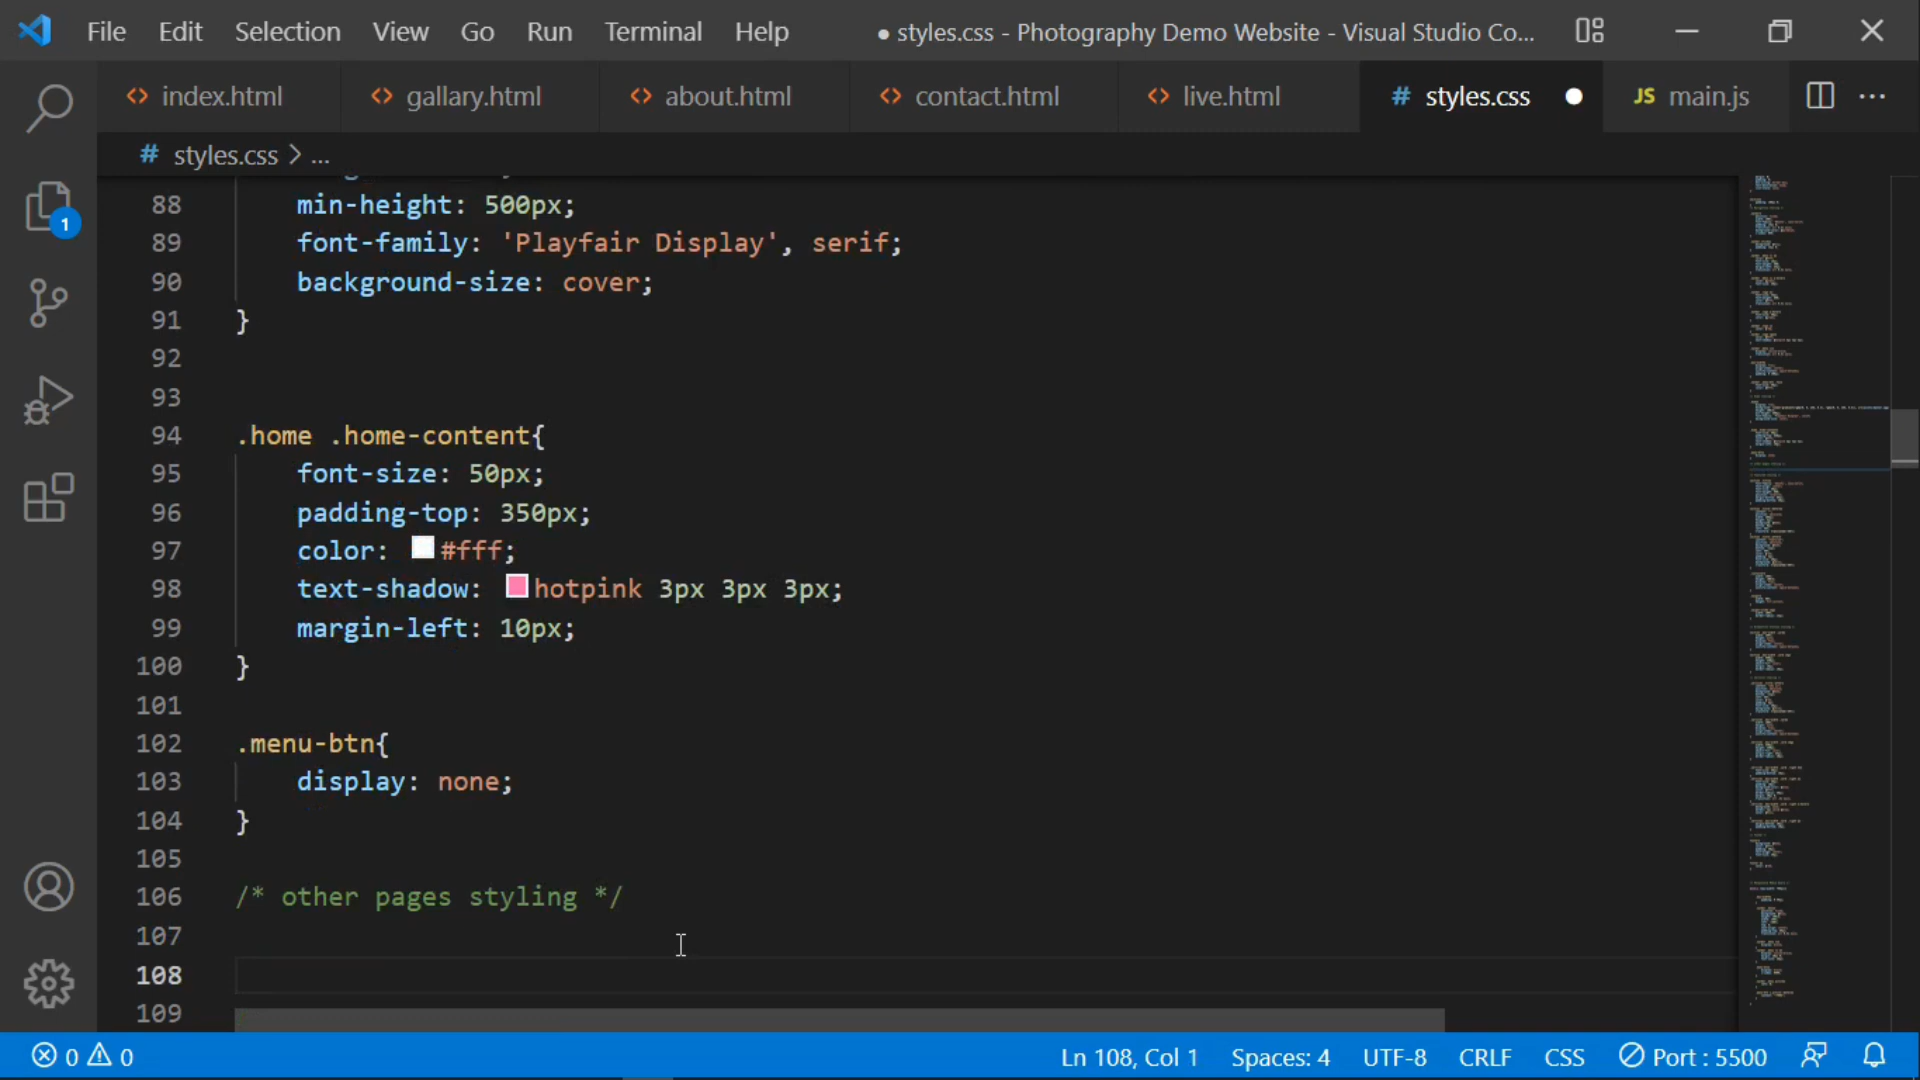 File Edit Selection View Go Run Terminal Help ● styles.css - Photography Demo Website - Visual Studio Co...
index.html gallary.html about.html contact.html live.html # styles.css JS main.js
# styles.css > ...
88 min-height: 500px;
89 font-family: 'Playfair Display', serif;
90 background-size: cover;
91 }
92
93
94 .home .home-content{
95 font-size: 50px;
96 padding-top: 350px;
97 color: #fff;
98 text-shadow: hotpink 3px 3px 3px;
99 margin-left: 10px;
100 }
101
102 .menu-btn{
103 display: none;
104 }
105
106 /* other pages styling */
107
108
109
1
0 0 Ln 108, Col 1 Spaces: 4 UTF-8 CRLF CSS Port : 5500